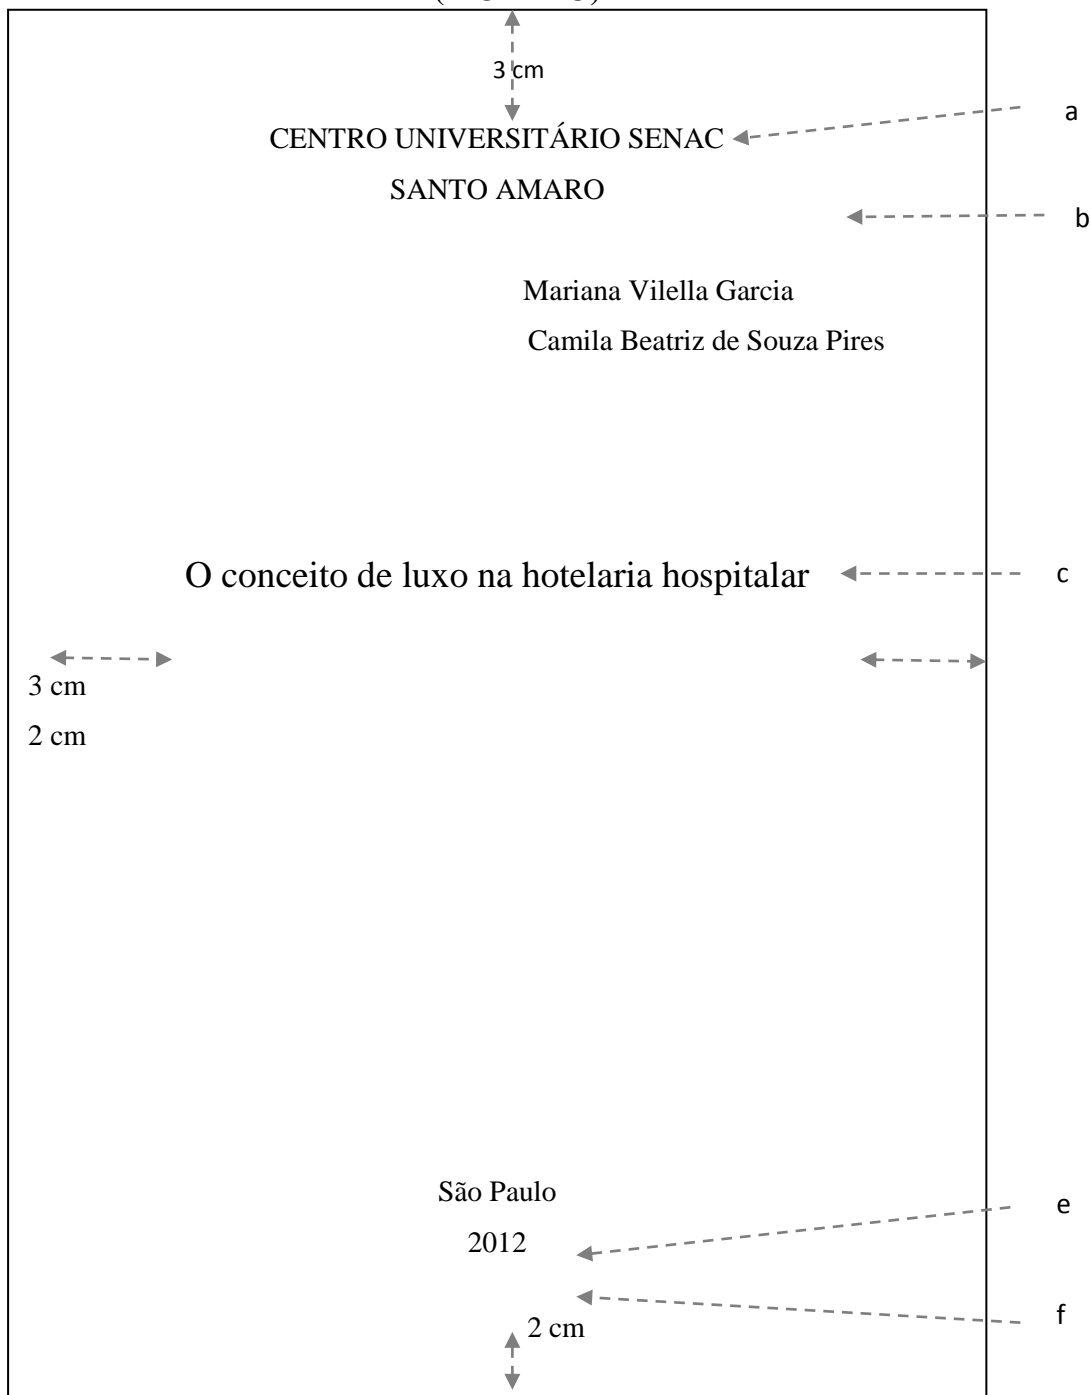 3 cm
a
CENTRO UNIVERSITÁRIO SENAC
SANTO AMARO
b
Mariana Vilella Garcia
Camila Beatriz de Souza Pires
O conceito de luxo na hotelaria hospitalar
c
3 cm
2 cm
São Paulo
e
2012
f
2 cm